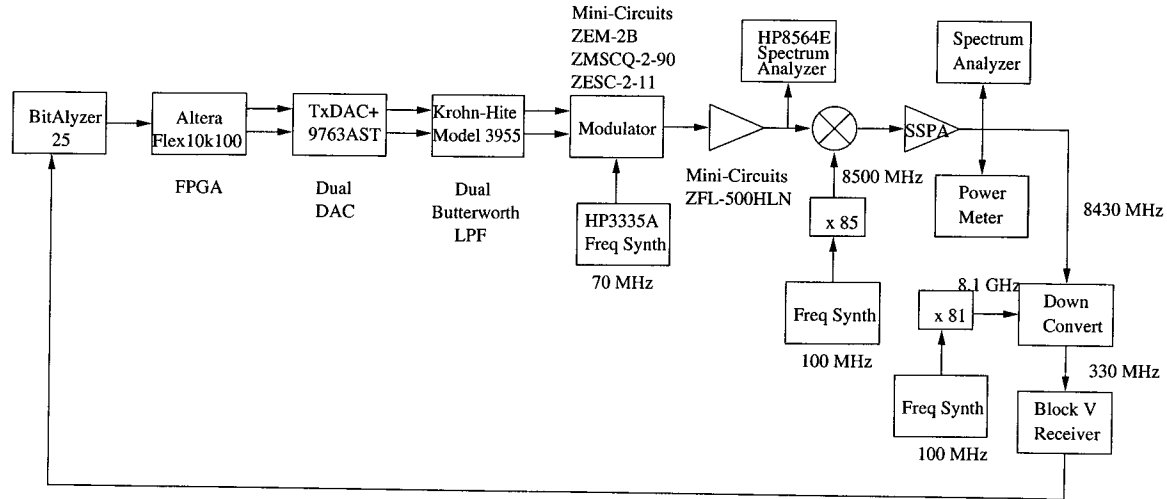 Mini-Circuits
ZEM-2B
ZMSCQ-2-90
ZESC-2-11
HP8564E
Spectrum
Analyzer
Spectrum
Analyzer
BitAlyzer
25
Altera
Flex10k100
TxDAC+
9763AST
Krohn-Hite
Model 3955
Modulator
SSPA
FPGA
Dual
DAC
Dual
Butterworth
LPF
Mini-Circuits
ZFL-500HLN
8500 MHz
Power
Meter
HP3335A
Freq Synth
70 MHz
x 85
8430 MHz
Freq Synth
100 MHz
8.1 GHz
x 81
Down
Convert
330 MHz
Freq Synth
100 MHz
Block V
Receiver